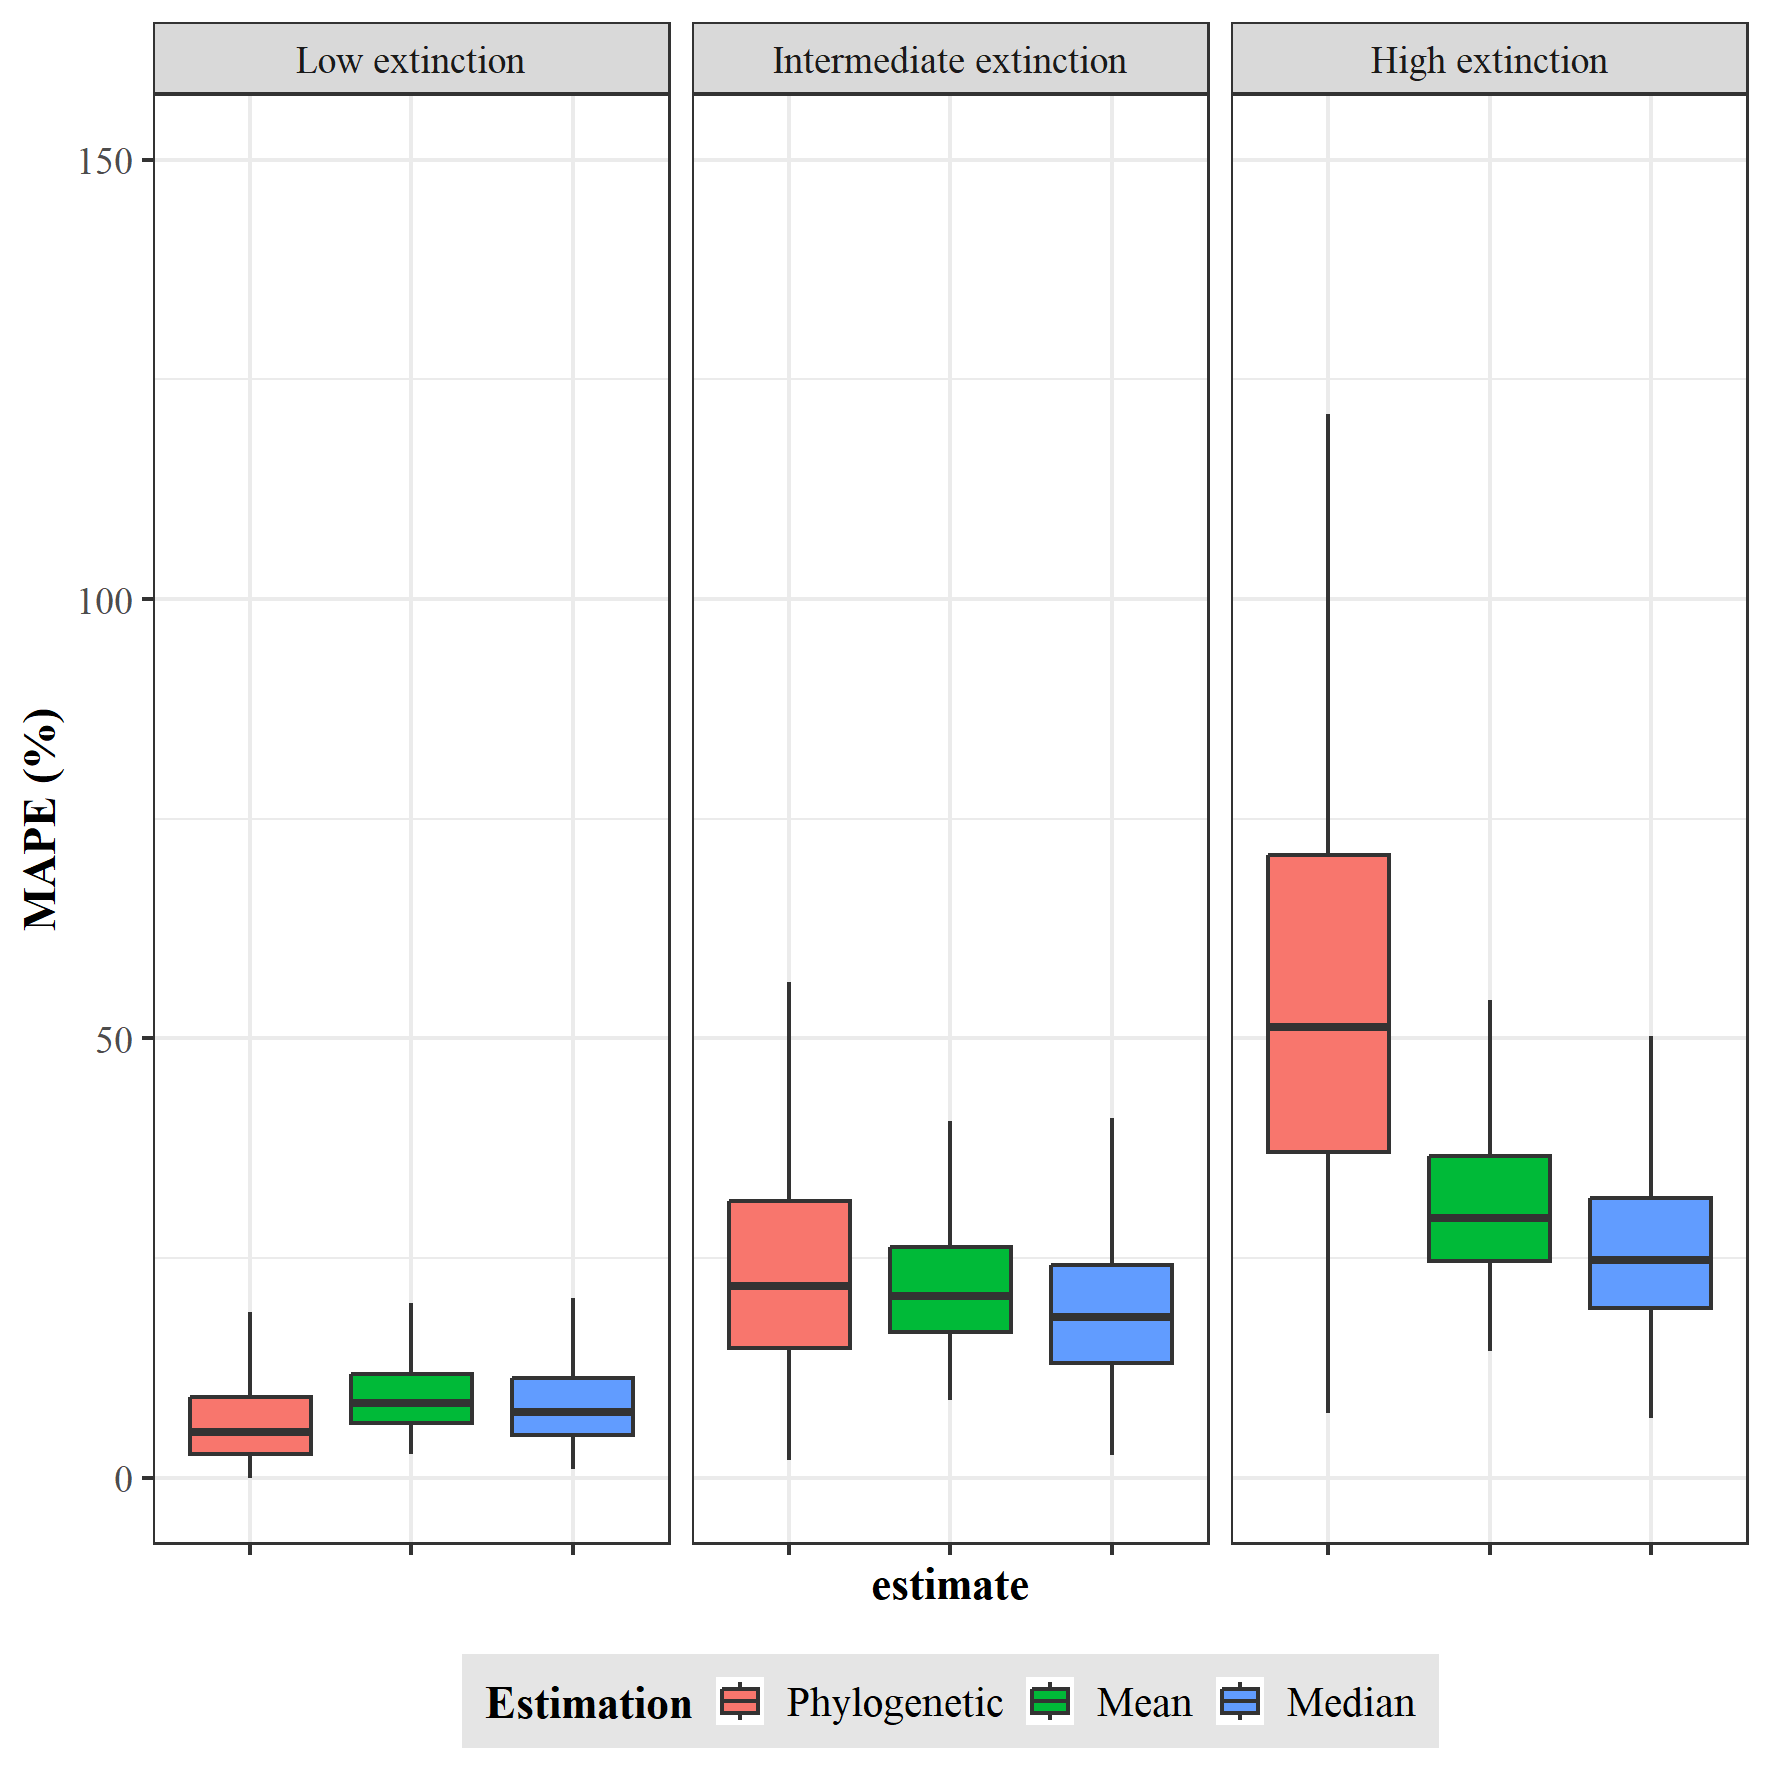 Low extinction
Intermediate extinction
High extinction
150
100
50
0
MAPE (%)
estimate
Estimation Phylogenetic Mean Median